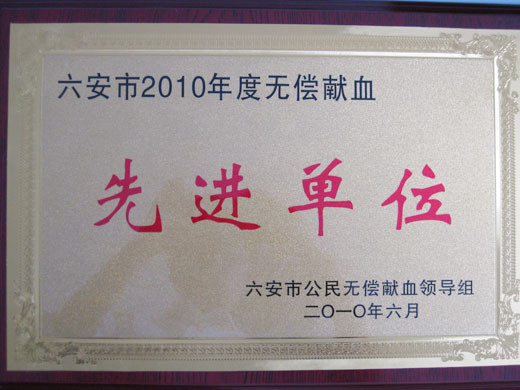 六安市2010年度无偿献血
先进单位
六安市公民无偿献血领导组
二〇一〇年六月